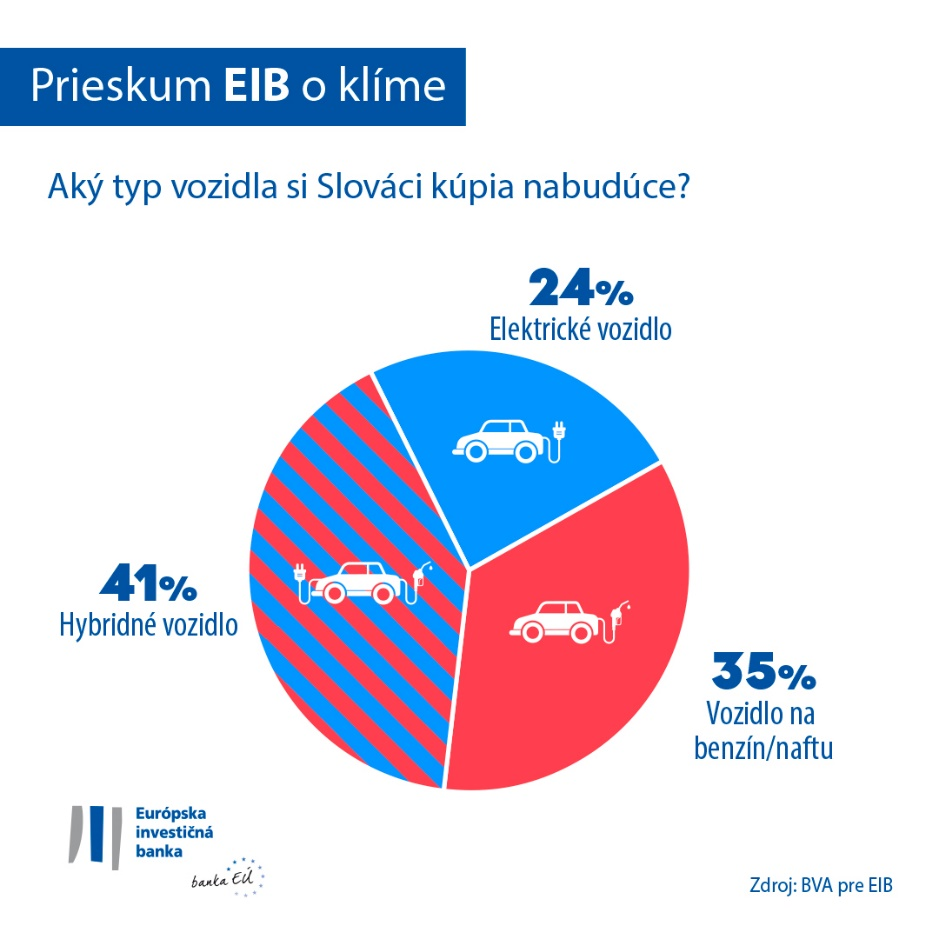 Prieskum EIB o klíme
Aký typ vozidla si Slováci kúpia nabudúce?
24%
Elektrické vozidlo
41%
Hybridné vozidlo
35%
Vozidlo na
benzín/naftu
Európska
investičná
banka
banka EÚ
Zdroj: BVA pre EIB